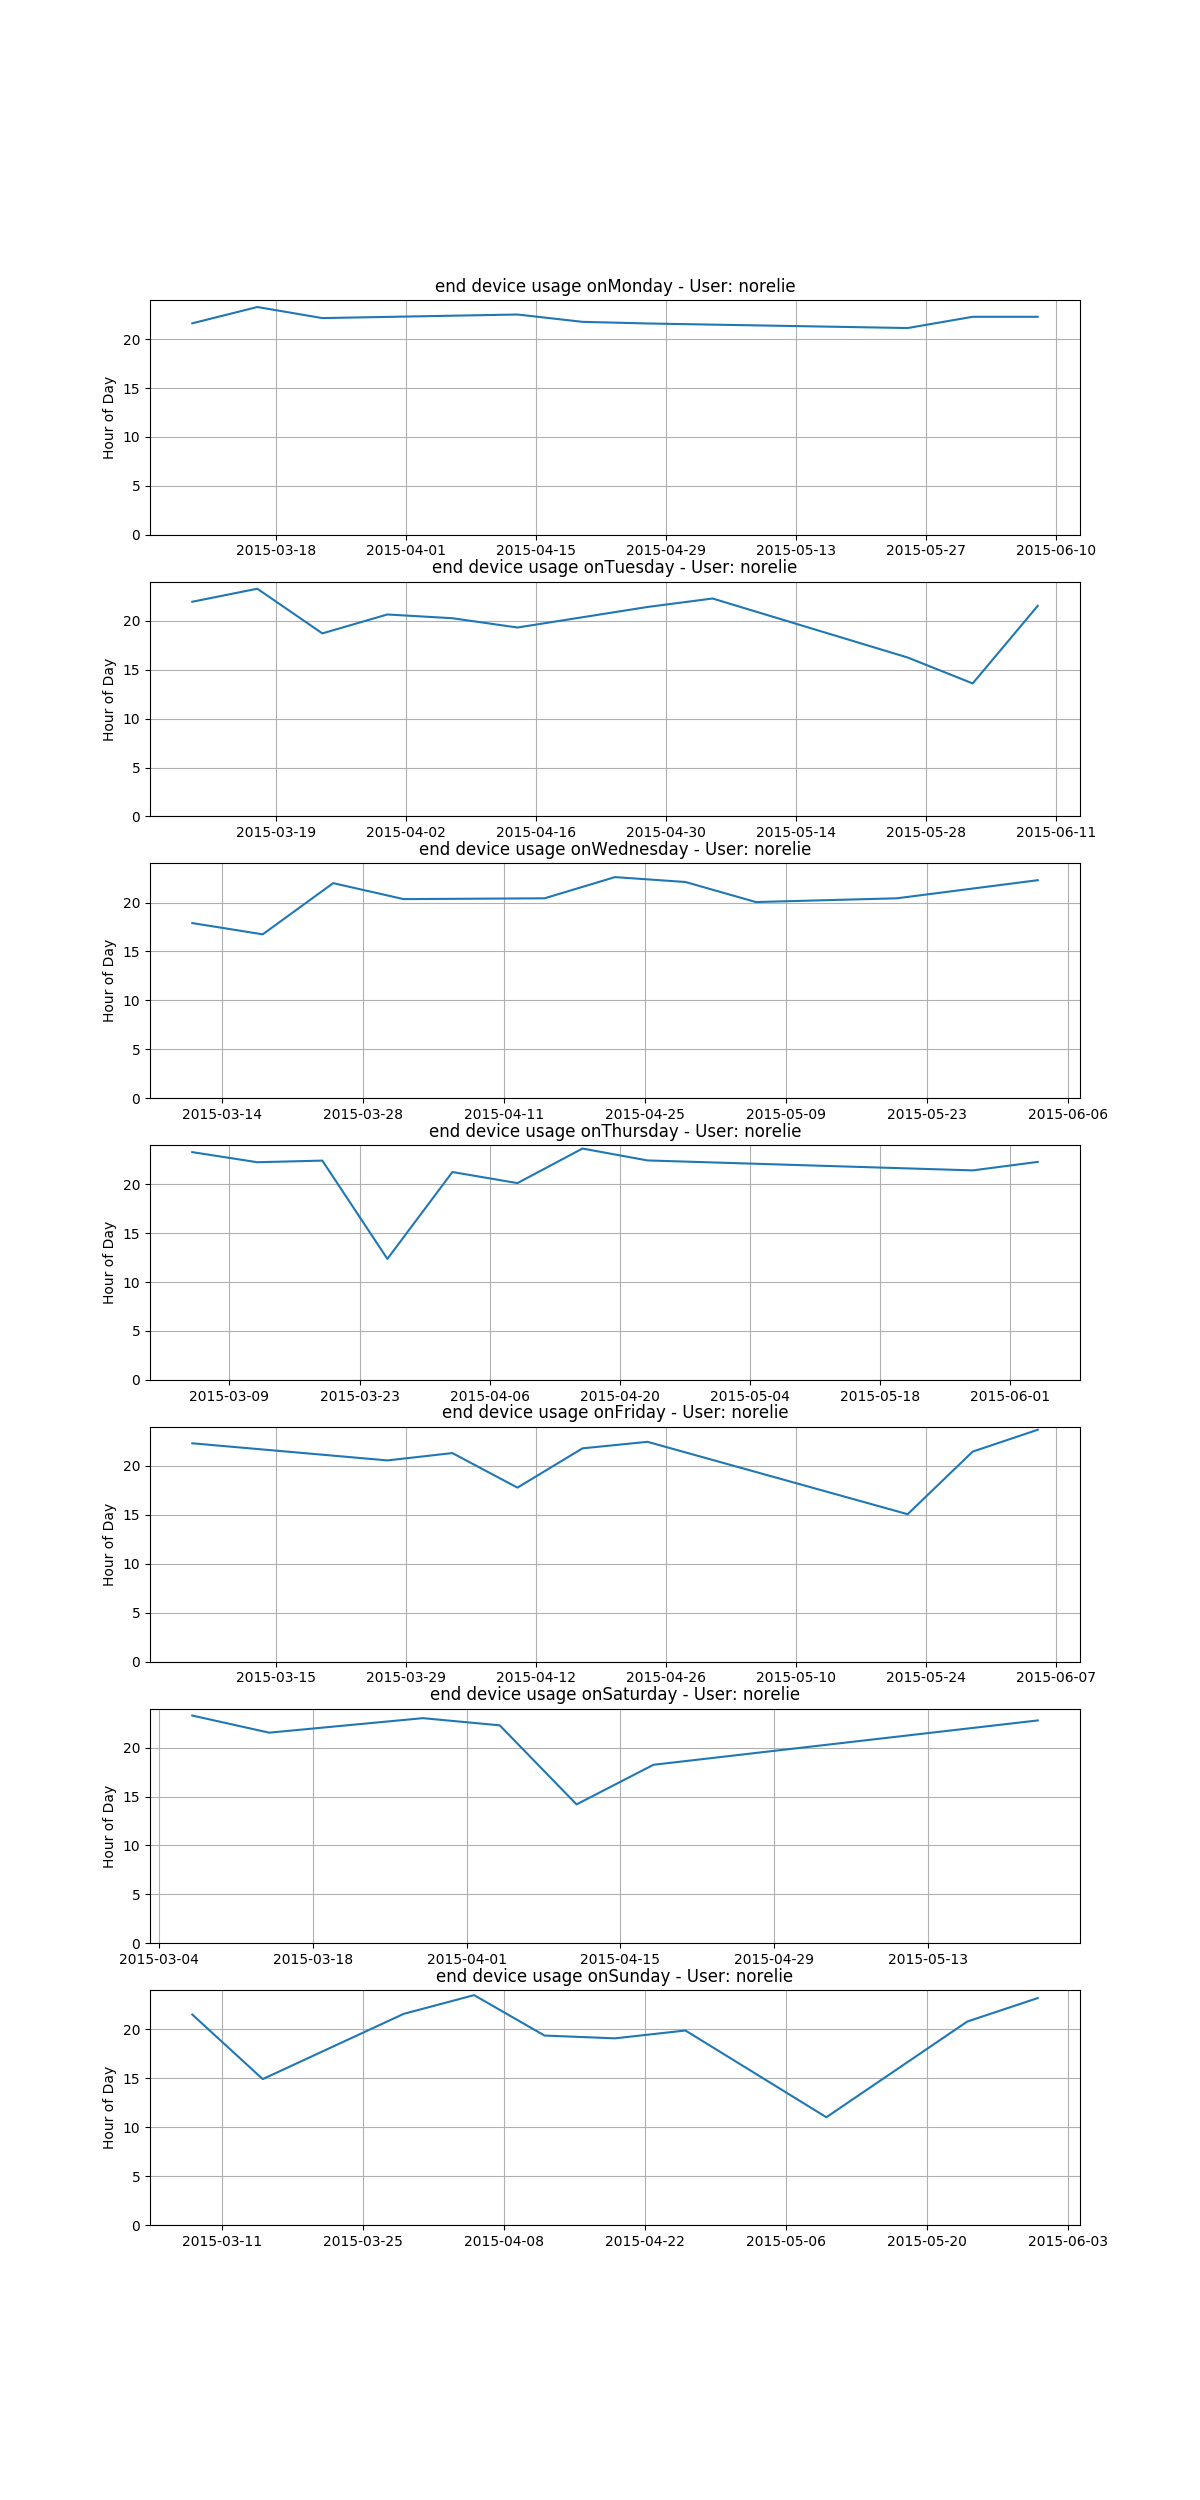 end device usage onMonday - User: norelie
20
15
10
5
0
Hour of Day
2015-03-18 2015-04-01 2015-04-15 2015-04-29 2015-05-13 2015-05-27 2015-06-10
end device usage onTuesday - User: norelie
20
15
10
5
0
Hour of Day
2015-03-19 2015-04-02 2015-04-16 2015-04-30 2015-05-14 2015-05-28 2015-06-11
end device usage onWednesday - User: norelie
20
15
10
5
0
Hour of Day
2015-03-14 2015-03-28 2015-04-11 2015-04-25 2015-05-09 2015-05-23 2015-06-06
end device usage onThursday - User: norelie
20
15
10
5
0
Hour of Day
2015-03-09 2015-03-23 2015-04-06 2015-04-20 2015-05-04 2015-05-18 2015-06-01
end device usage onFriday - User: norelie
20
15
10
5
0
Hour of Day
2015-03-15 2015-03-29 2015-04-12 2015-04-26 2015-05-10 2015-05-24 2015-06-07
end device usage onSaturday - User: norelie
20
15
10
5
0
Hour of Day
2015-03-04 2015-03-18 2015-04-01 2015-04-15 2015-04-29 2015-05-13
end device usage onSunday - User: norelie
20
15
10
5
0
Hour of Day
2015-03-11 2015-03-25 2015-04-08 2015-04-22 2015-05-06 2015-05-20 2015-06-03